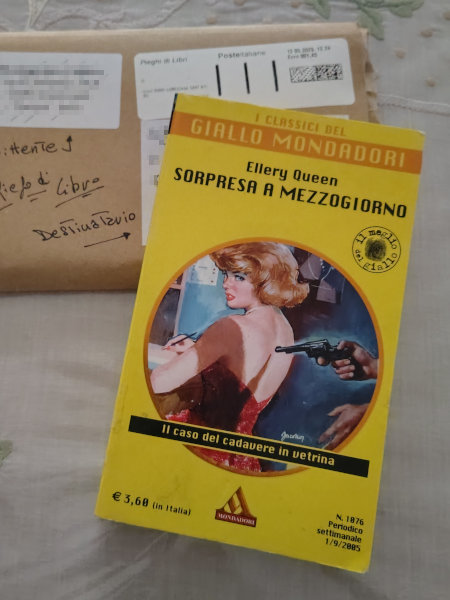 Pieghi di Libri
Posteitaliane
Mittente
Piego di Libro
Destinatario
I CLASSICI DEL
GIALLO MONDADORI
Ellery Queen
SORPRESA A MEZZOGIORNO
il meglio
del giallo
Il caso del cadavere in vetrina
€ 3,60 (in Italia)
MONDADORI
N. 1076
Periodico
settimanale
1/9/2005